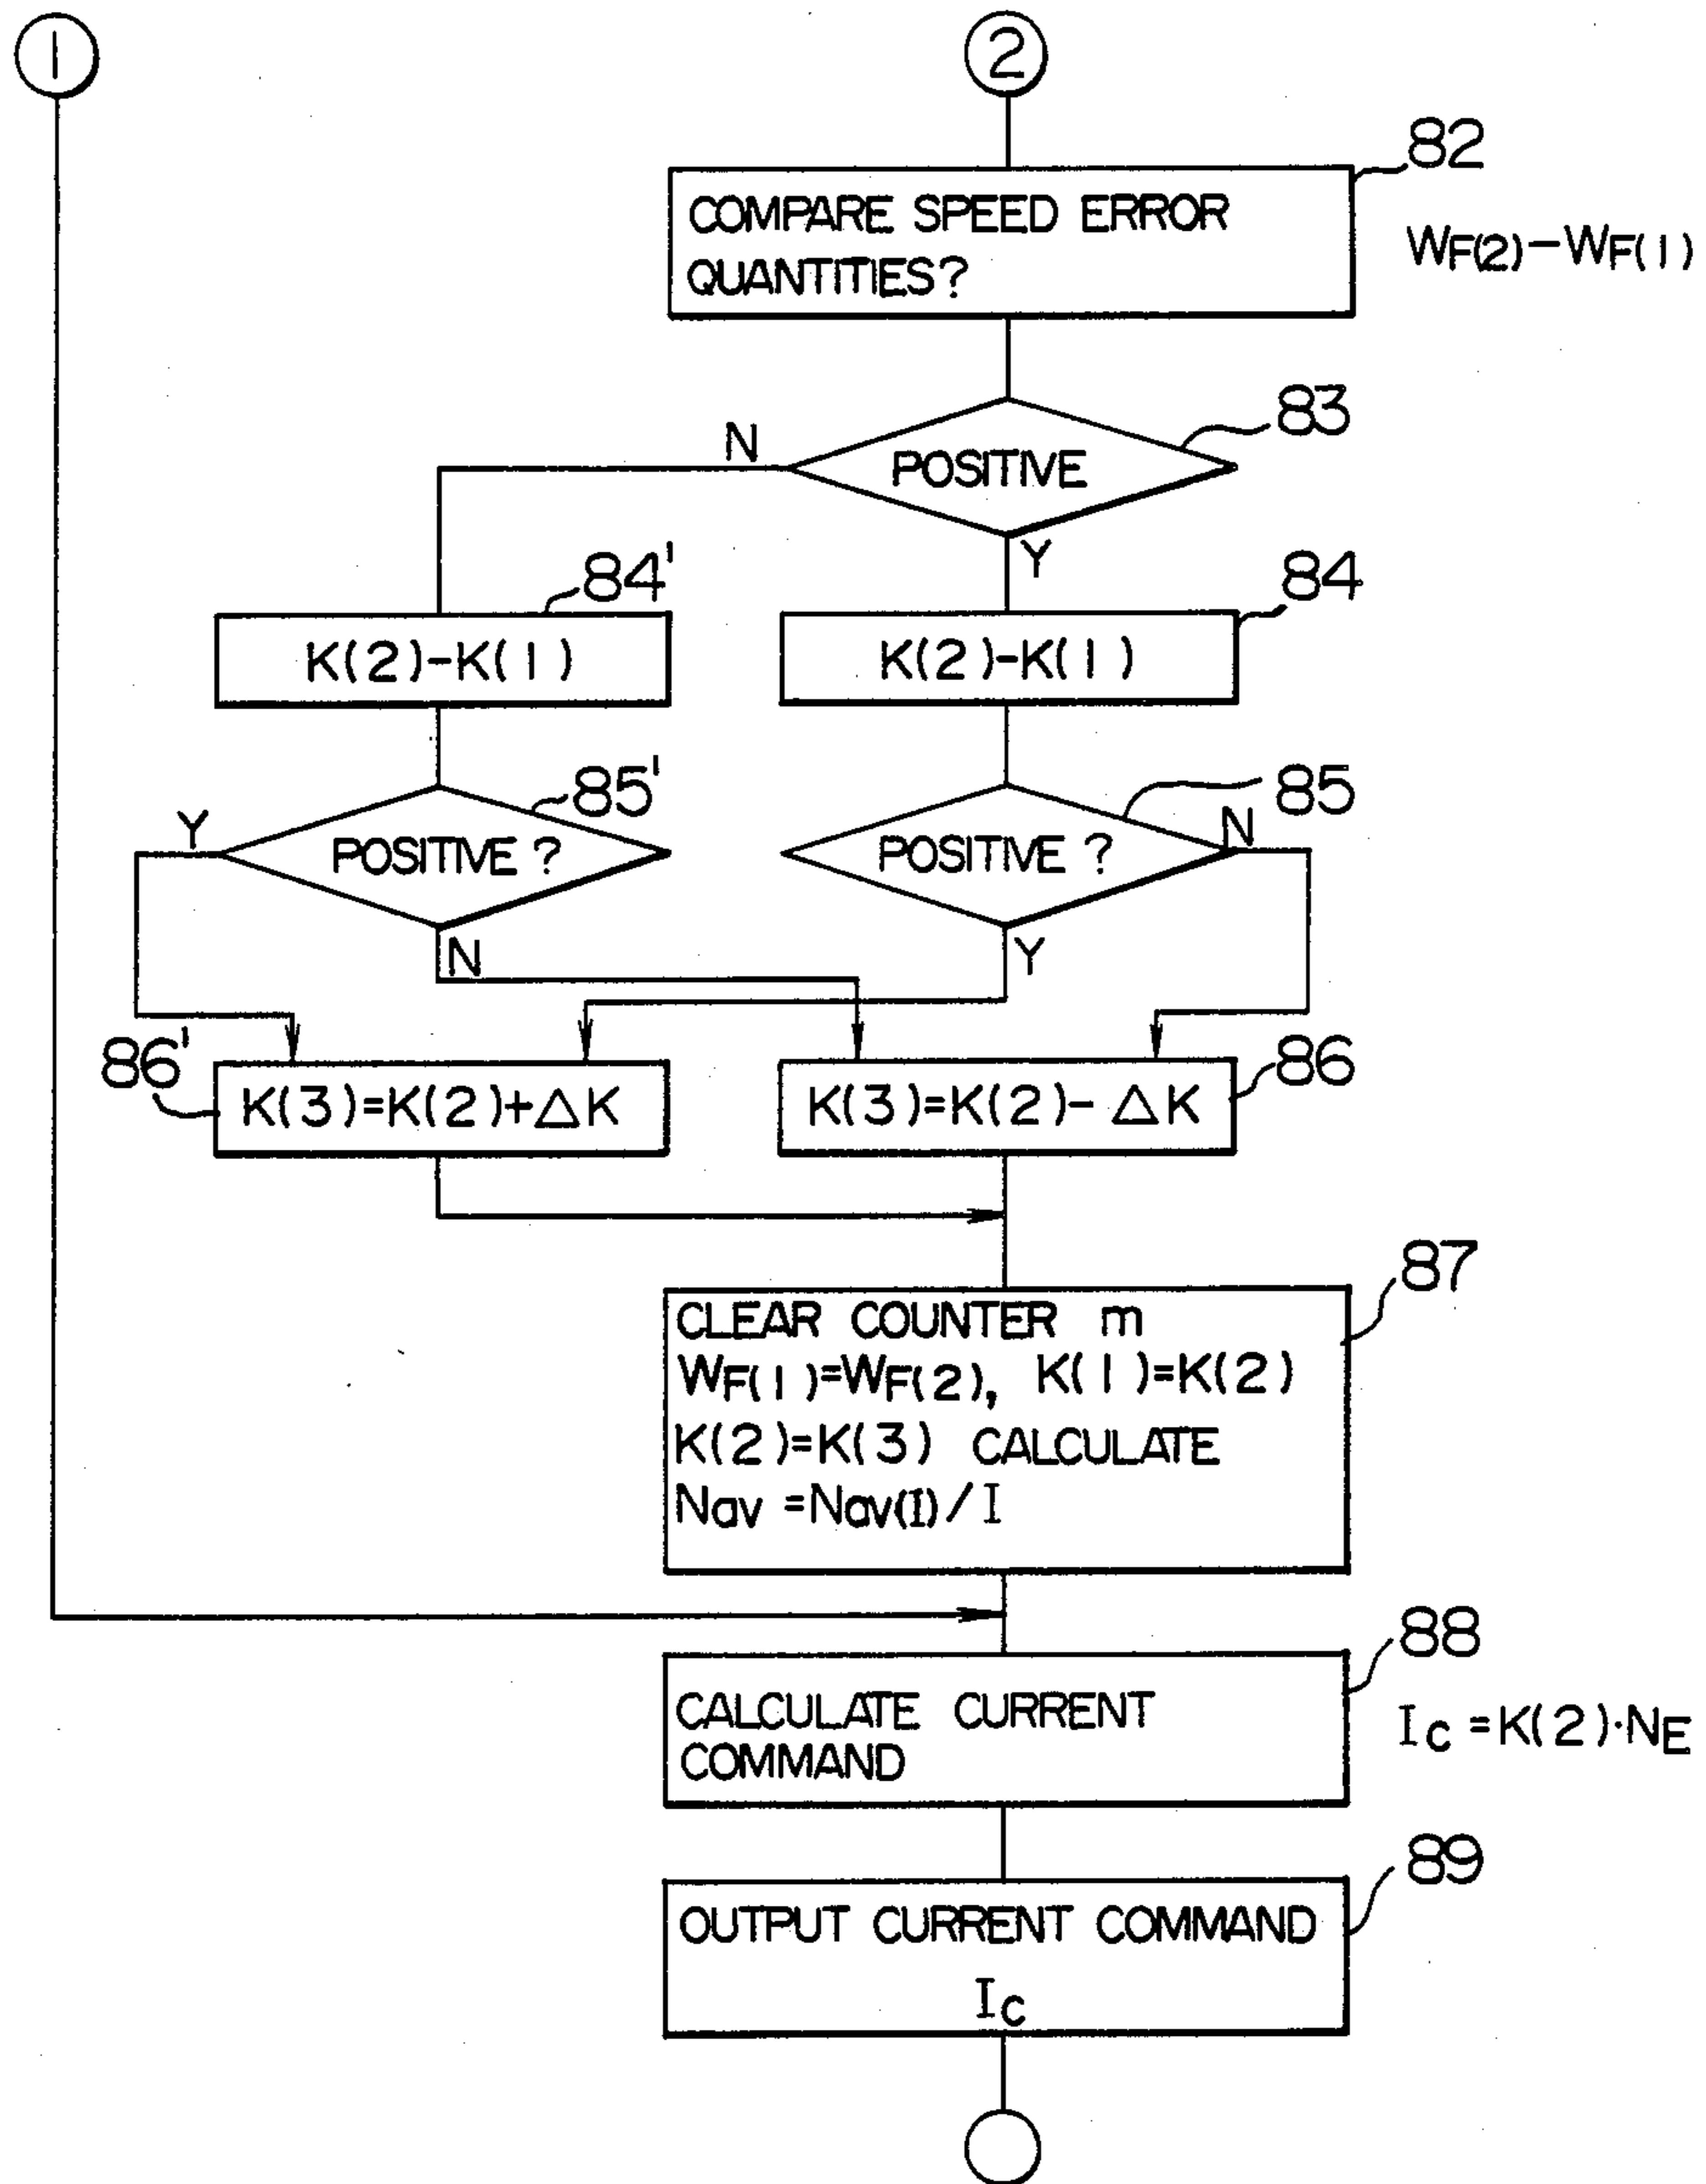 1
2
82
COMPARE SPEED ERROR
QUANTITIES?
WF(2)-WF(1)
83
N
POSITIVE
Y
84'
84
K(2)-K(1)
K(2)-K(1)
85'
85
Y
POSITIVE ?
POSITIVE ?
N
N
Y
86'
86
K(3)=K(2)+△K
K(3)=K(2)- △K
87
CLEAR COUNTER m
WF(1)=WF(2), K(1)=K(2)
K(2)=K(3) CALCULATE
Nav =Nav(I)/I
88
CALCULATE CURRENT
COMMAND
Ic =K(2)·NE
89
OUTPUT CURRENT COMMAND
Ic